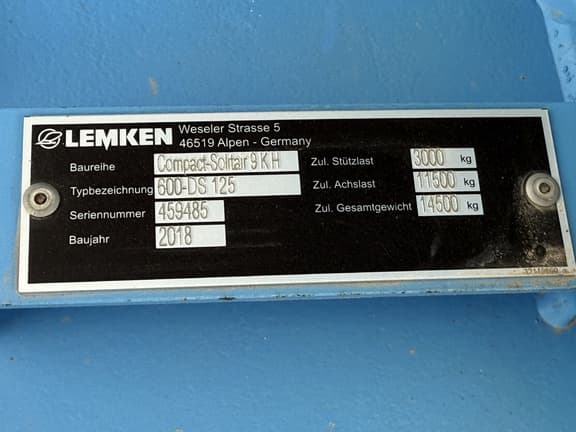 LEMKEN
Weseler Strasse 5
46519 Alpen - Germany
Baureihe Compact-Solitair 9 K H
Typbezeichnung 600-DS 125
Seriennummer 459485
Baujahr 2018
Zul. Stützlast 3000 kg
Zul. Achslast 11500 kg
Zul. Gesamtgewicht 14500 kg